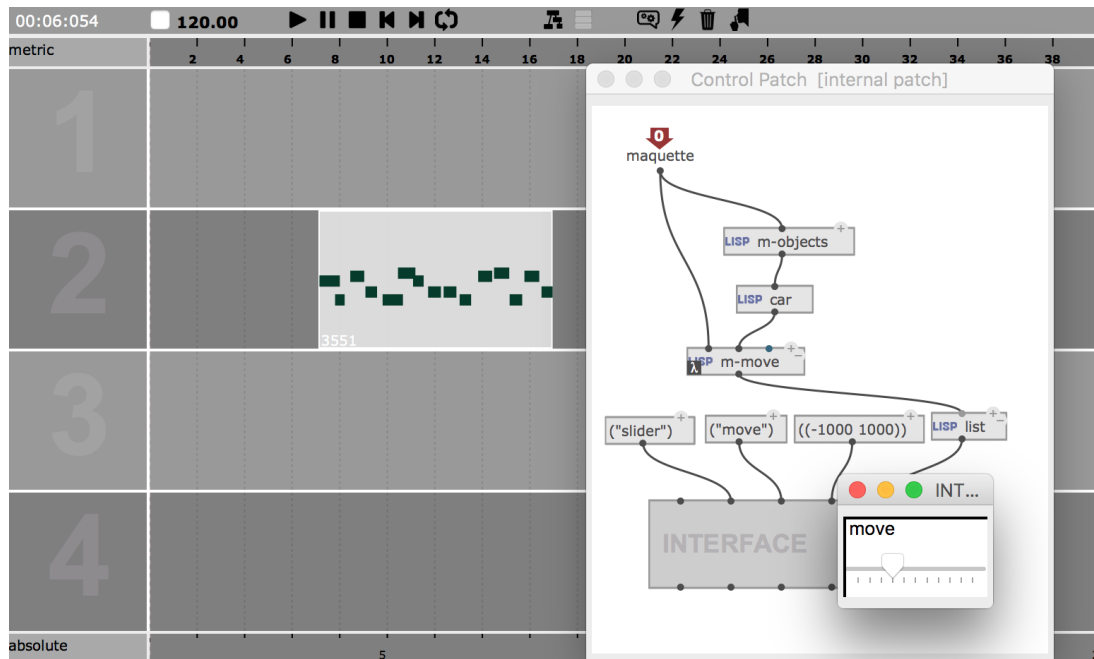 00:06:054 120.00
metric
2 4 6 8 10 12 14 16 18 20 22 24 26 28 30 32 34 36 38
Control Patch [internal patch]
1
2
3
4
3551
0
maquette
LISP m-objects
LISP car
LISP m-move
λ
("slider")
("move")
((-1000 1000))
LISP list
INTERFACE
INT...
move
absolute
5